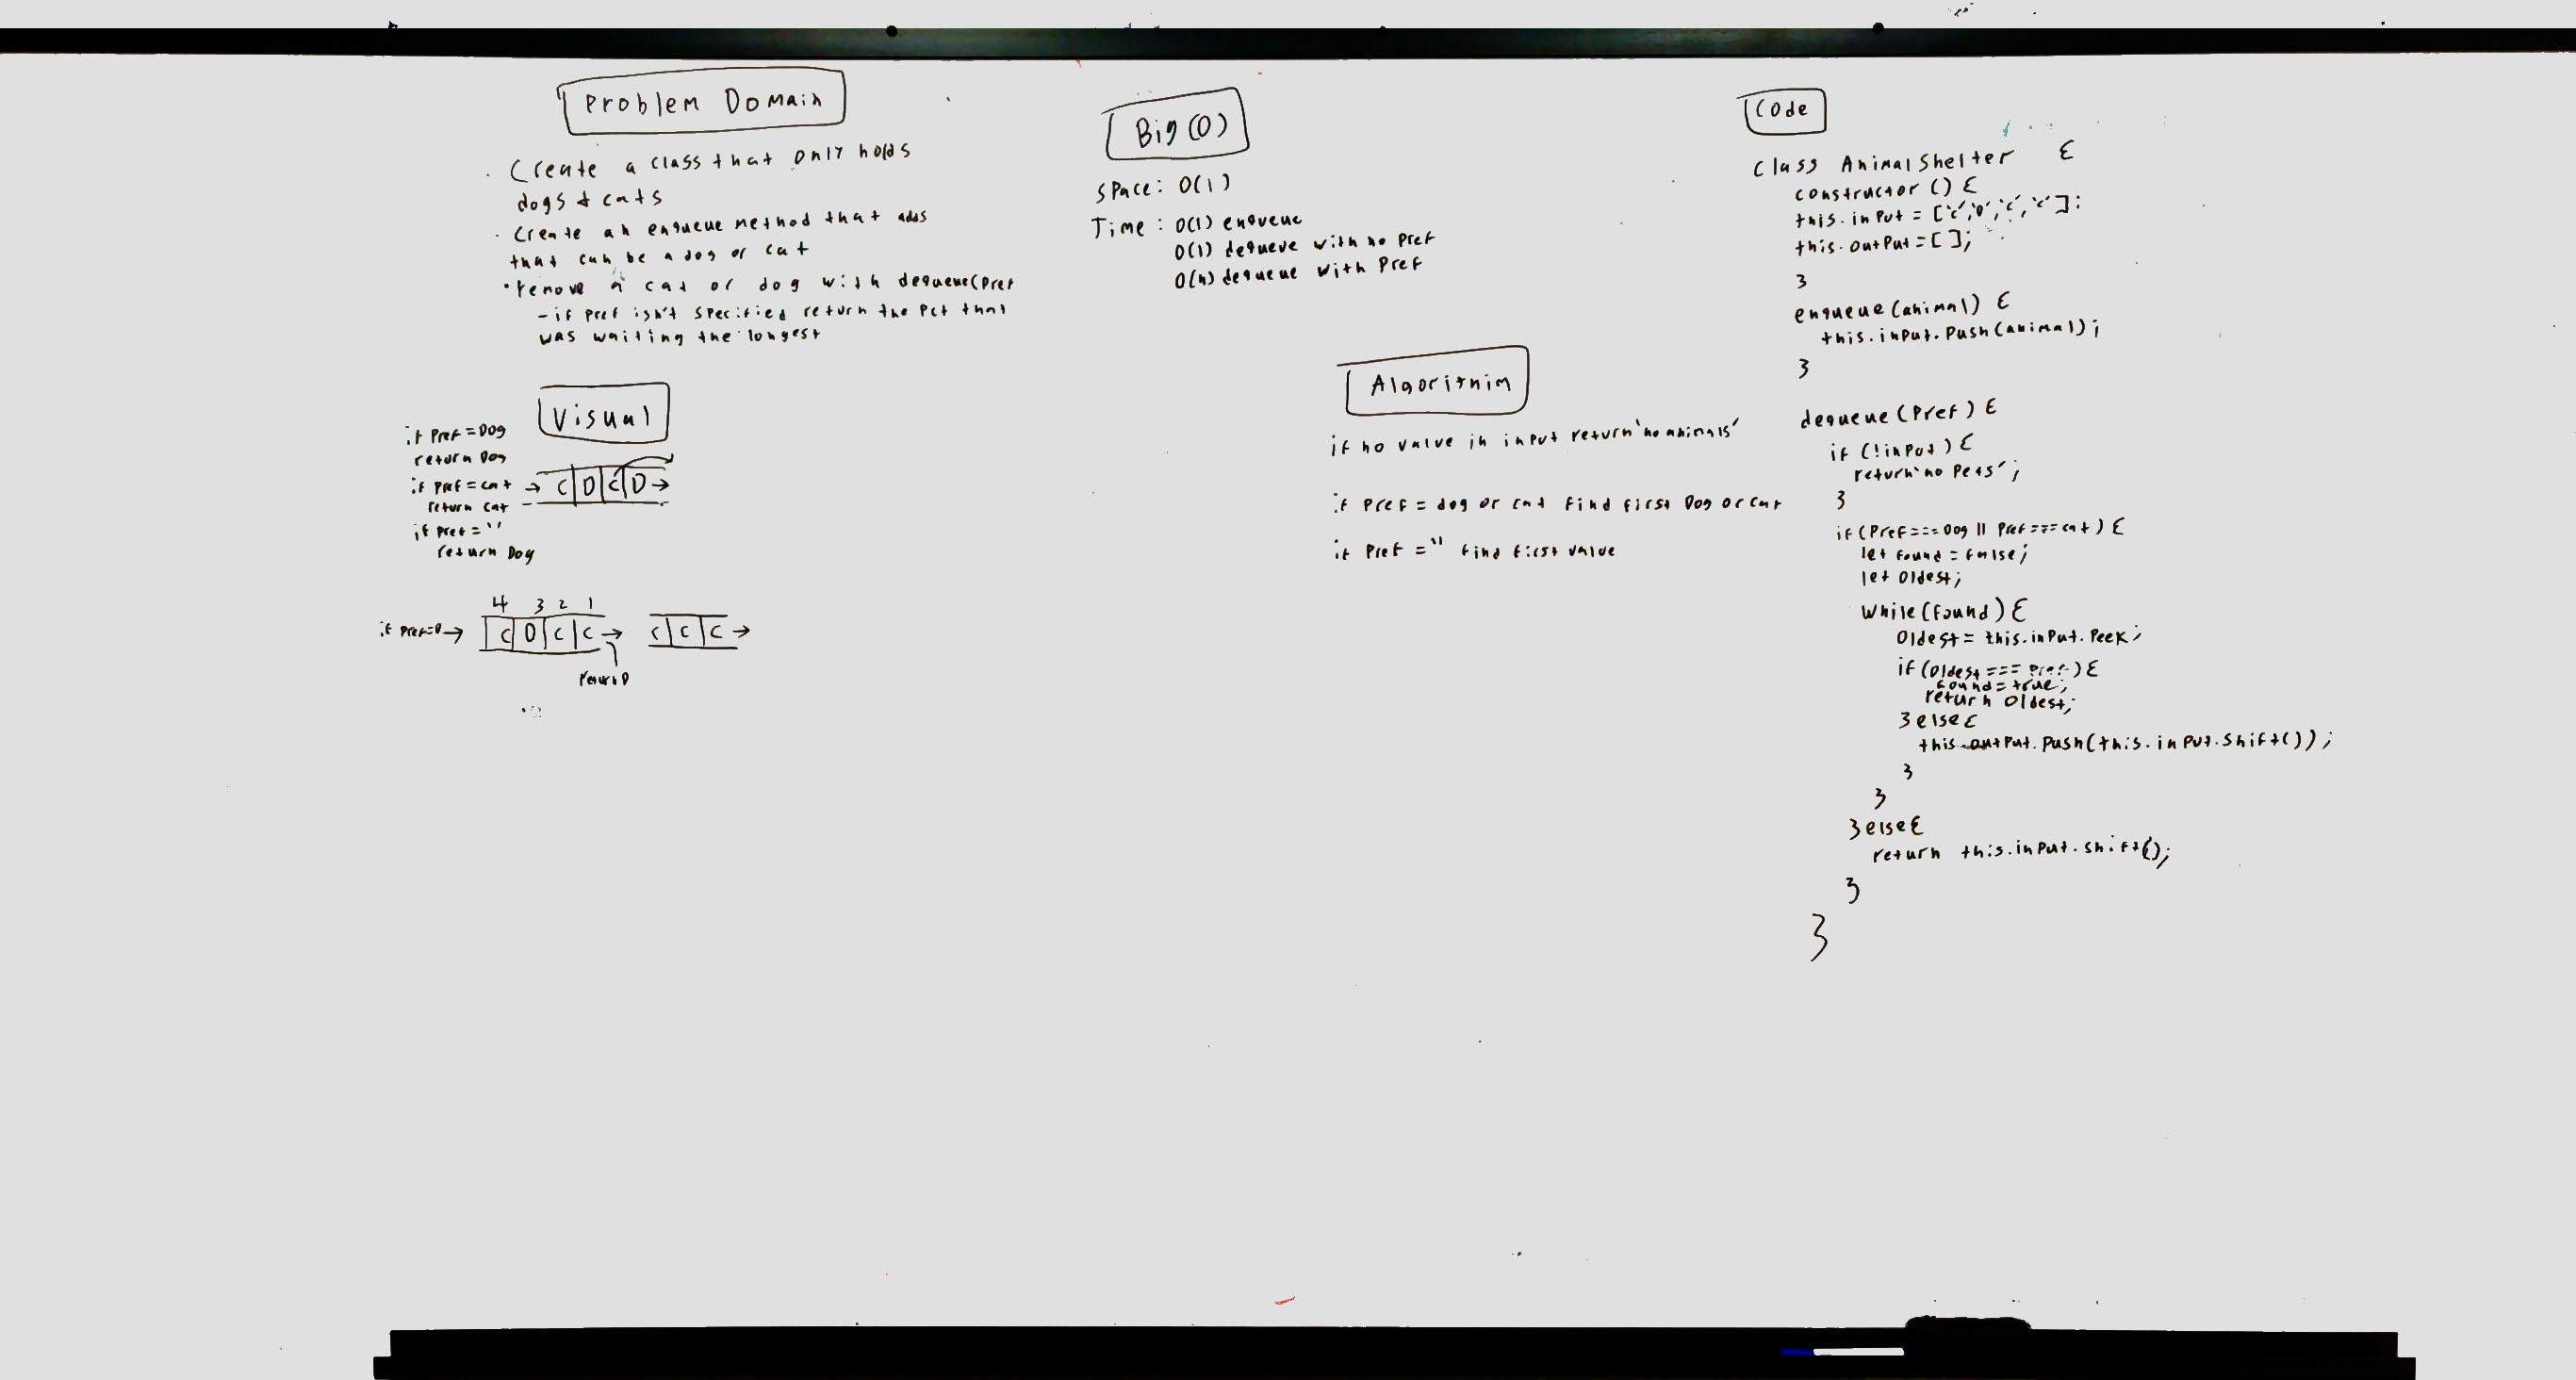 Problem Domain
· Create a class that only holds
dogs & cats
· Create an enqueue method that adds
that can be a dog or cat
· remove a cat or dog with dequeue(pref
- if pref isn't specified return the pet that
was waiting the longest
Visual
if pref = Dog
return Dog
if pref = cat
return cat
if pref = ''
return Dog
→ C D C D →
4 3 2 1
if pref=D → C D C C → C C C →
return D
Big(O)
Space: O(1)
Time: O(1) enqueue
O(1) dequeue with no pref
O(n) dequeue with pref
Algorithim
if no value in input return 'no animals'
if pref = dog or cat find first Dog or cat
if pref = '' find first value
Code
class AnimalShelter {
constructor () {
this.input = ['c','D','c','c'];
this.output = [];
}
enqueue(animal) {
this.input.push(animal);
}
dequeue(pref) {
if (!input) {
return 'no pets';
}
if (pref === Dog || pref === cat) {
let found = false;
let oldest;
while(found) {
oldest = this.input.peek;
if (oldest === pref) {
found = true;
return oldest;
} else {
this.output.push(this.input.shift());
}
}
} else {
return this.input.shift();
}
}